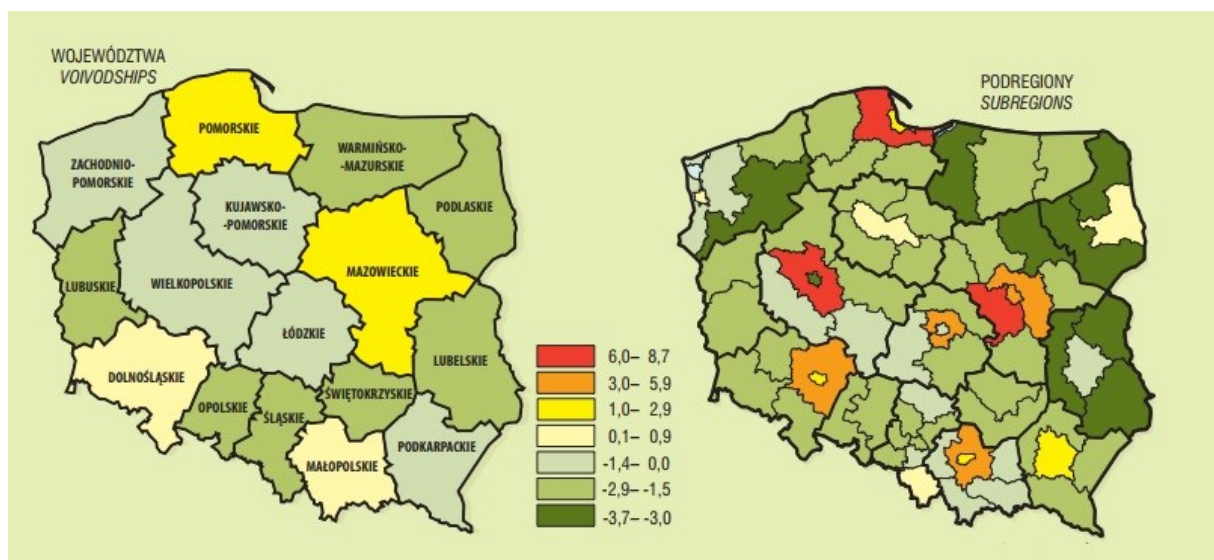 WOJEWÓDZTWA
VOIVODSHIPS
PODREGIONY
SUBREGIONS
POMORSKIE
WARMIŃSKO-
-MAZURSKIE
ZACHODNIO-
POMORSKIE
KUJAWSKO-
-POMORSKIE
PODLASKIE
MAZOWIECKIE
LUBUSKIE
WIELKOPOLSKIE
ŁÓDZKIE
LUBELSKIE
DOLNOŚLĄSKIE
OPOLSKIE
ŚLĄSKIE
ŚWIĘTOKRZYSKIE
PODKARPACKIE
MAŁOPOLSKIE
6,0– 8,7
3,0– 5,9
1,0– 2,9
0,1– 0,9
-1,4– 0,0
-2,9– -1,5
-3,7– -3,0